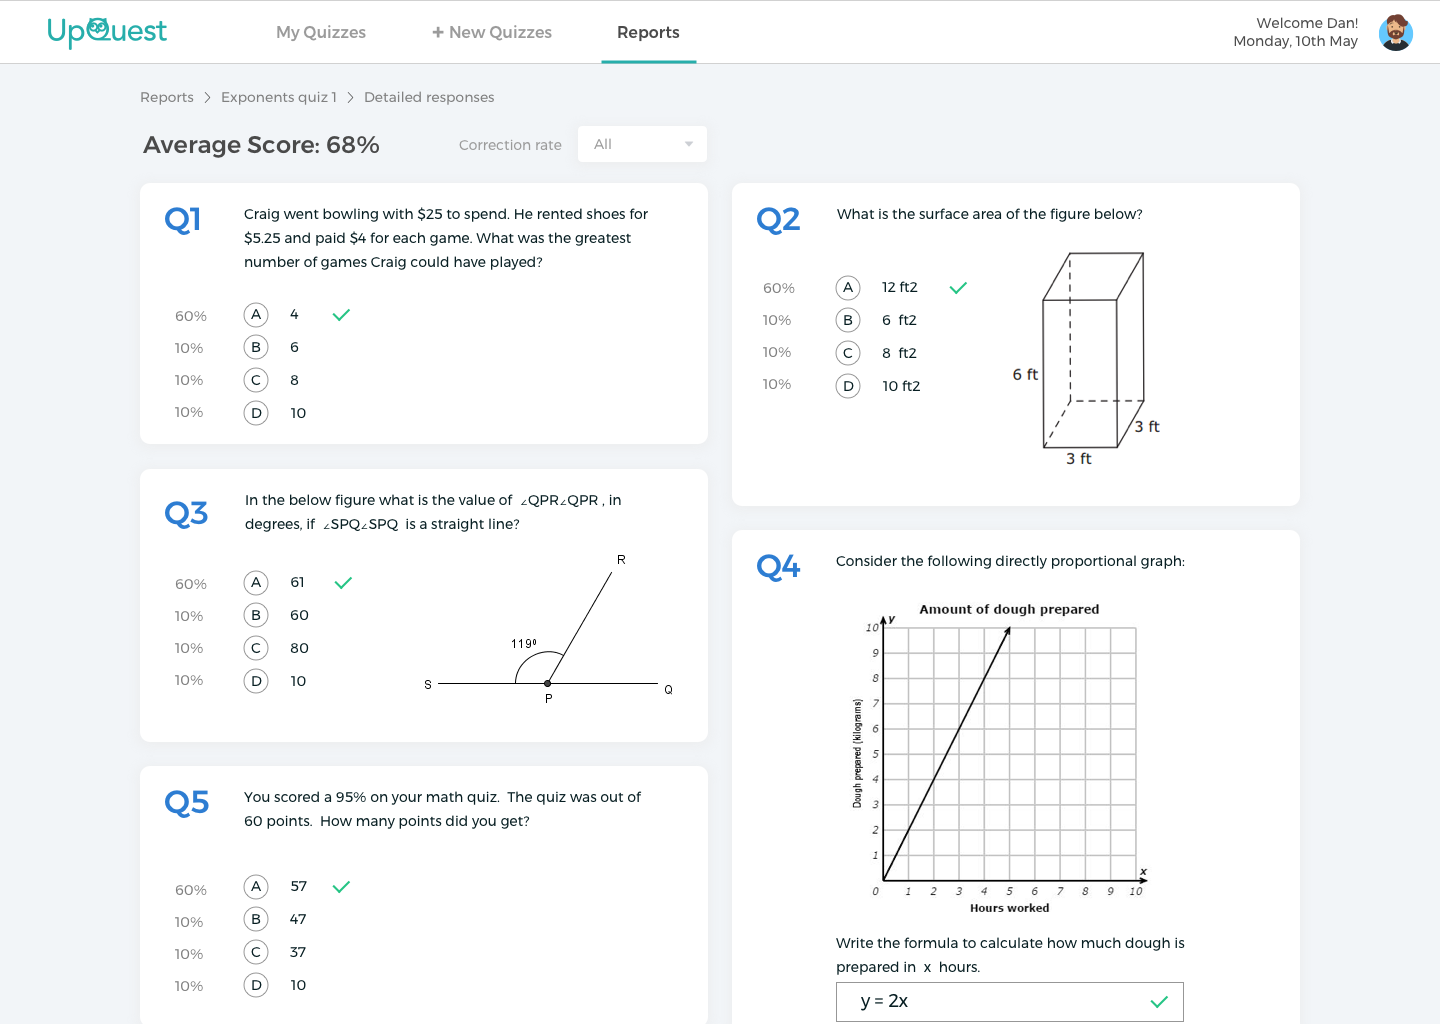 UpQuest
My Quizzes
+ New Quizzes
Reports
Welcome Dan!
Monday, 10th May
Reports > Exponents quiz 1 > Detailed responses
Average Score: 68%
Correction rate
All
Q1
Craig went bowling with $25 to spend. He rented shoes for
$5.25 and paid $4 for each game. What was the greatest
number of games Craig could have played?
60% A 4
10% B 6
10% C 8
10% D 10
Q2
What is the surface area of the figure below?
60% A 12 ft2
10% B 6 ft2
10% C 8 ft2
10% D 10 ft2
6 ft
3 ft
3 ft
Q3
In the below figure what is the value of ∠QPR∠QPR , in
degrees, if ∠SPQ∠SPQ is a straight line?
60% A 61
10% B 60
10% C 80
10% D 10
R
119⁰
S
Q
P
Q4
Consider the following directly proportional graph:
Amount of dough prepared
y
10
9
8
7
6
5
4
3
2
1
Dough prepared (kilograms)
x
0 1 2 3 4 5 6 7 8 9 10
Hours worked
Write the formula to calculate how much dough is
prepared in x hours.
y = 2x
Q5
You scored a 95% on your math quiz. The quiz was out of
60 points. How many points did you get?
60% A 57
10% B 47
10% C 37
10% D 10